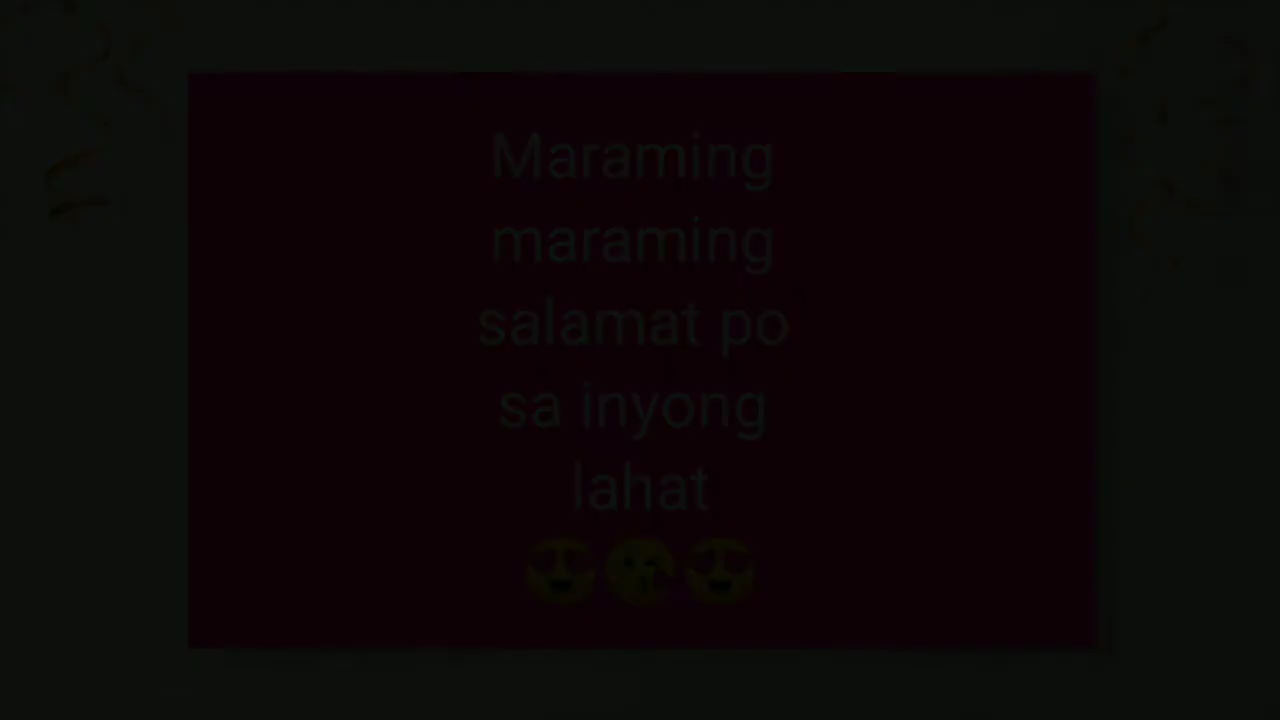 Maraming
maraming
salamat po
sa inyong
lahat
😍😘😍